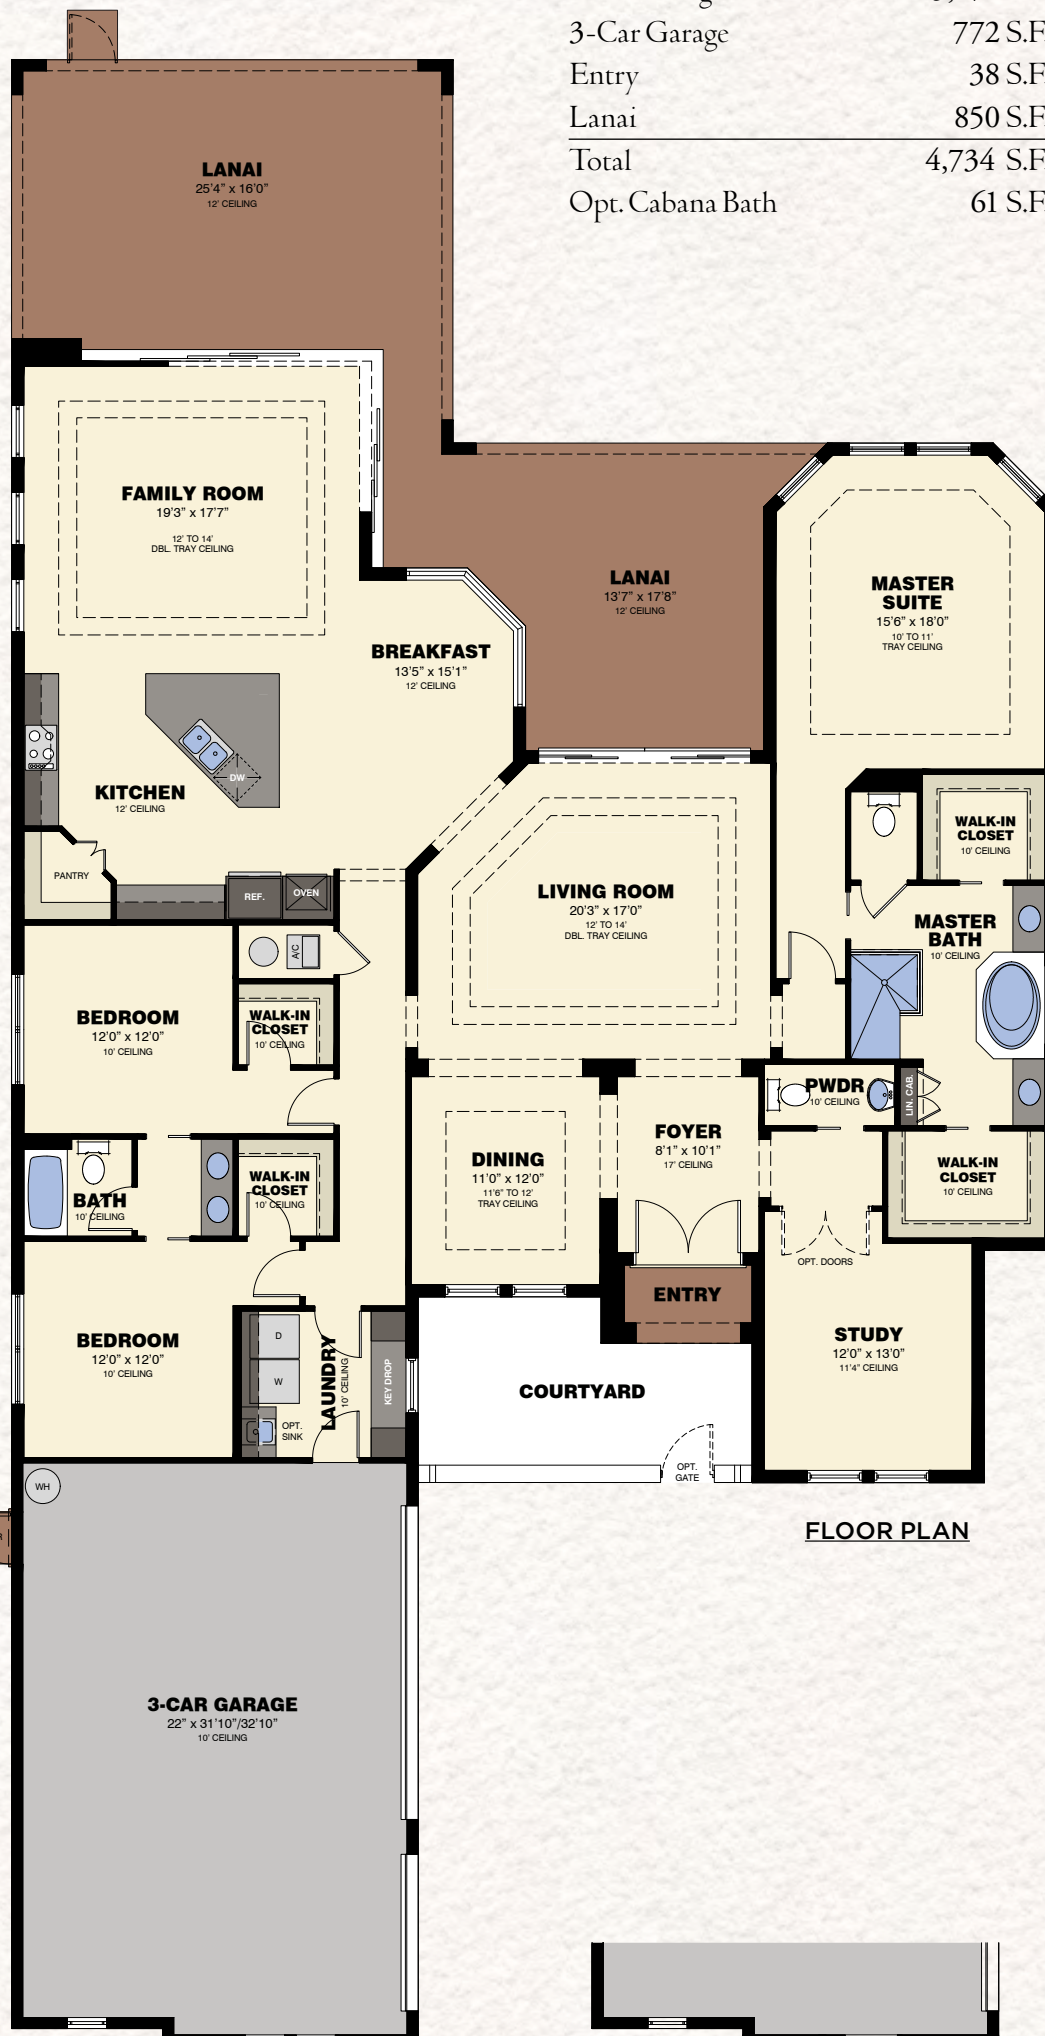 3-Car Garage 772 S.F.
Entry 38 S.F.
Lanai 850 S.F.
Total 4,734 S.F.
Opt. Cabana Bath 61 S.F.
LANAI
25'4" x 16'0"
12' CEILING
FAMILY ROOM
19'3" x 17'7"
12' TO 14'
DBL. TRAY CEILING
LANAI
13'7" x 17'8"
12' CEILING
MASTER
SUITE
15'6" x 18'0"
10' TO 11'
TRAY CEILING
BREAKFAST
13'5" x 15'1"
12' CEILING
DW
KITCHEN
12' CEILING
PANTRY
REF.
OVEN
LIVING ROOM
20'3" x 17'0"
12' TO 14'
DBL. TRAY CEILING
WALK-IN
CLOSET
10' CEILING
MASTER
BATH
10' CEILING
A/C
BEDROOM
12'0" x 12'0"
10' CEILING
WALK-IN
CLOSET
10' CEILING
PWDR
10' CEILING
LIN. CAB.
DINING
11'0" x 12'0"
11'6" TO 12'
TRAY CEILING
FOYER
8'1" x 10'1"
17' CEILING
WALK-IN
CLOSET
10' CEILING
BATH
10' CEILING
WALK-IN
CLOSET
10' CEILING
OPT. DOORS
ENTRY
BEDROOM
12'0" x 12'0"
10' CEILING
D
W
OPT.
SINK
LAUNDRY
10' CEILING
KEY DROP
COURTYARD
STUDY
12'0" x 13'0"
11'4" CEILING
OPT.
GATE
WH
FLOOR PLAN
3-CAR GARAGE
22" x 31'10"/32'10"
10' CEILING